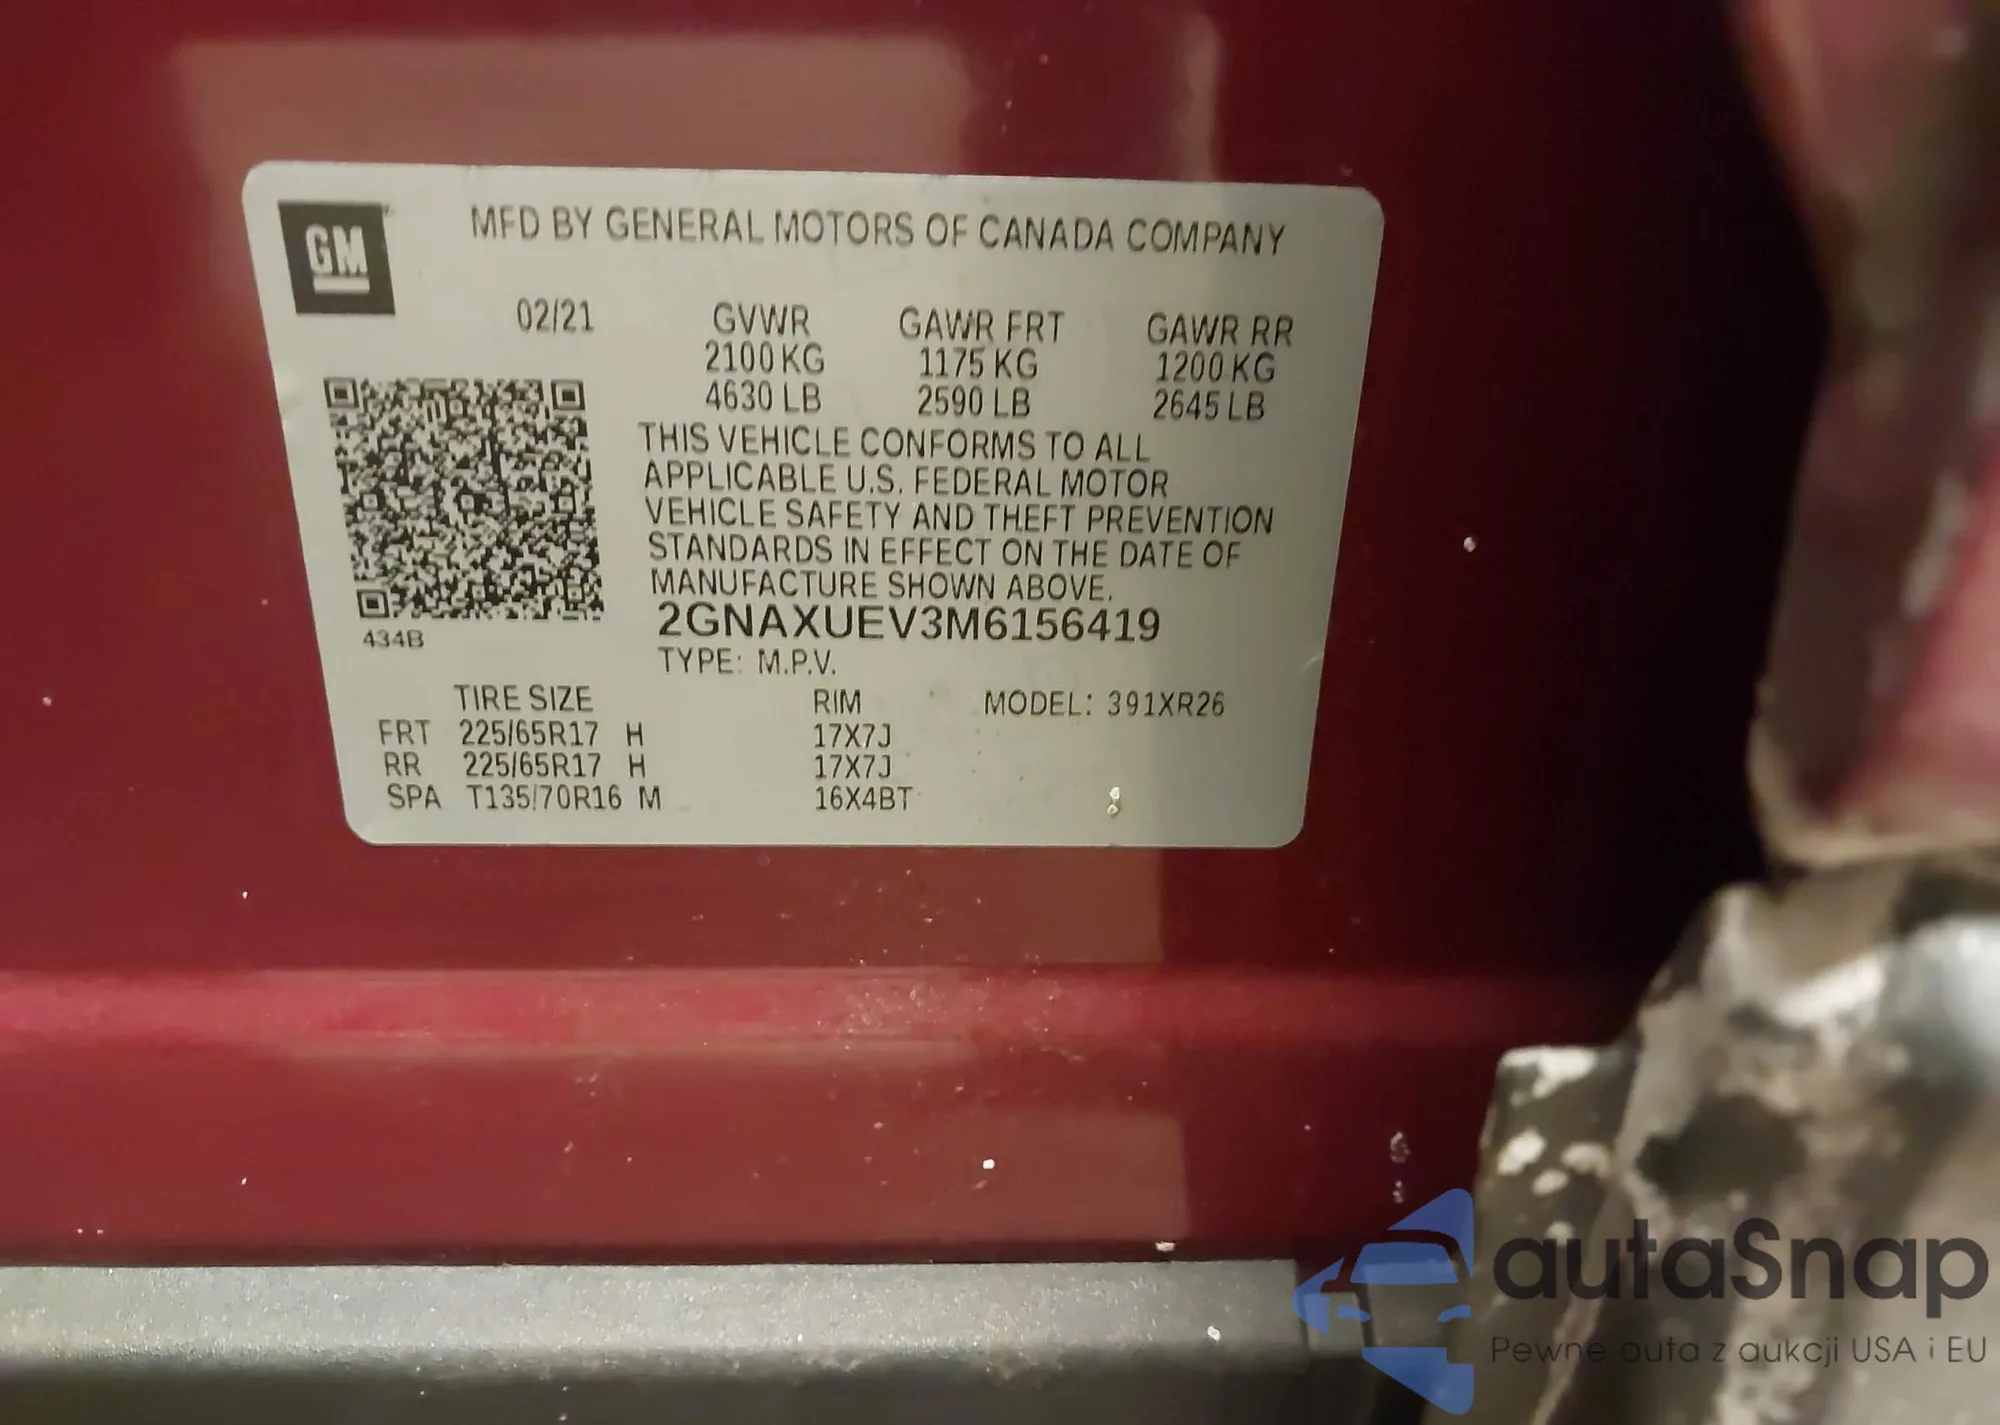 GM
MFD BY GENERAL MOTORS OF CANADA COMPANY
02/21 GVWR GAWR FRT GAWR RR
2100 KG 1175 KG 1200 KG
4630 LB 2590 LB 2645 LB
THIS VEHICLE CONFORMS TO ALL
APPLICABLE U.S. FEDERAL MOTOR
VEHICLE SAFETY AND THEFT PREVENTION
STANDARDS IN EFFECT ON THE DATE OF
MANUFACTURE SHOWN ABOVE.
2GNAXUEV3M6156419
434B
TYPE: M.P.V.
TIRE SIZE RIM MODEL: 391XR26
FRT 225/65R17 H 17X7J
RR 225/65R17 H 17X7J
SPA T135/70R16 M 16X4BT
autaSnap
Pewne auta z aukcji USA i EU